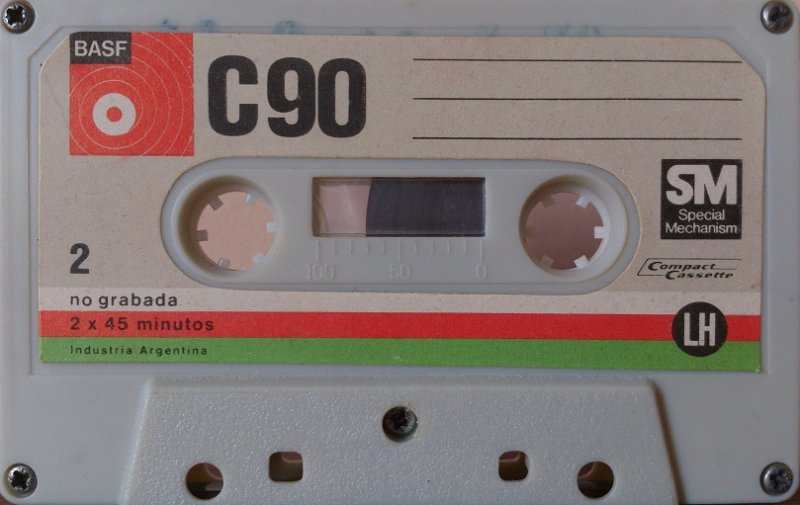 BASF
C90
SM
Special
Mechanism
2
100 50 0
Compact
Cassette
no grabada
2 x 45 minutos
LH
Industria Argentina